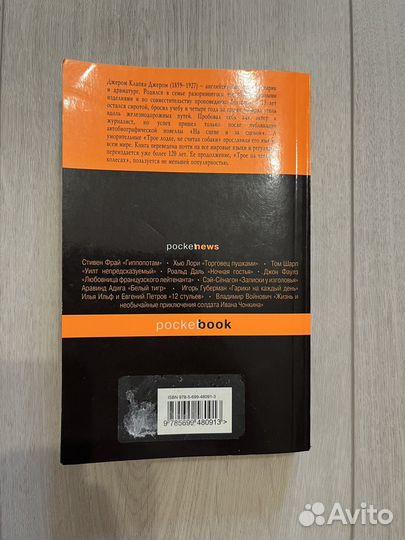 Джером Клапка Джером (1859–1927) – английский
и драматург. Родился в семье разорившегося
изделиями и по совместительству проповедника
остался сиротой, бросил учебу и четыре года
вдоль железнодорожных путей. Пробовал себя как актер и
журналист, но успех пришел только после публикации
автобиографической новеллы «На сцене и за сценой». А
уморительные «Трое в лодке, не считая собаки» прославили его во
всем мире. Книга переведена почти на все мировые языки и регулярно
переиздается уже более 120 лет. Ее продолжение, «Трое на
колесах», пользуется не меньшей популярностью.
pocketnews
Стивен Фрай «Гиппопотам» • Хью Лори «Торговец пушками» • Том Шарп
«Уилт непредсказуемый» • Роальд Даль «Ночная гостья» • Джон Фаулз
«Любовница французского лейтенанта» • Сэй-Сёнагон «Записки у изголовья»
Аравинд Адига «Белый тигр» • Игорь Губерман «Гарики на каждый день»
Илья Ильф и Евгений Петров «12 стульев» • Владимир Войнович «Жизнь и
необычайные приключения солдата Ивана Чонкина»
pocketbook
ISBN 978-5-699-48091-3
9 785699 480913 >
Avito